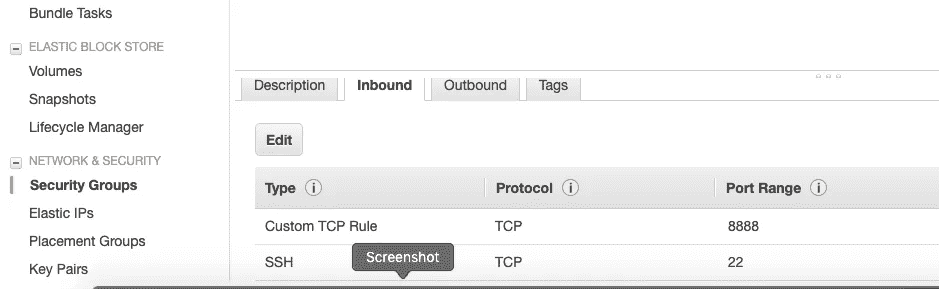 Bundle Tasks
ELASTIC BLOCK STORE
Volumes
Snapshots
Lifecycle Manager
NETWORK & SECURITY
Security Groups
Elastic IPs
Placement Groups
Key Pairs
Description Inbound Outbound Tags
Edit
Type Protocol Port Range
Custom TCP Rule TCP 8888
SSH TCP 22
Screenshot